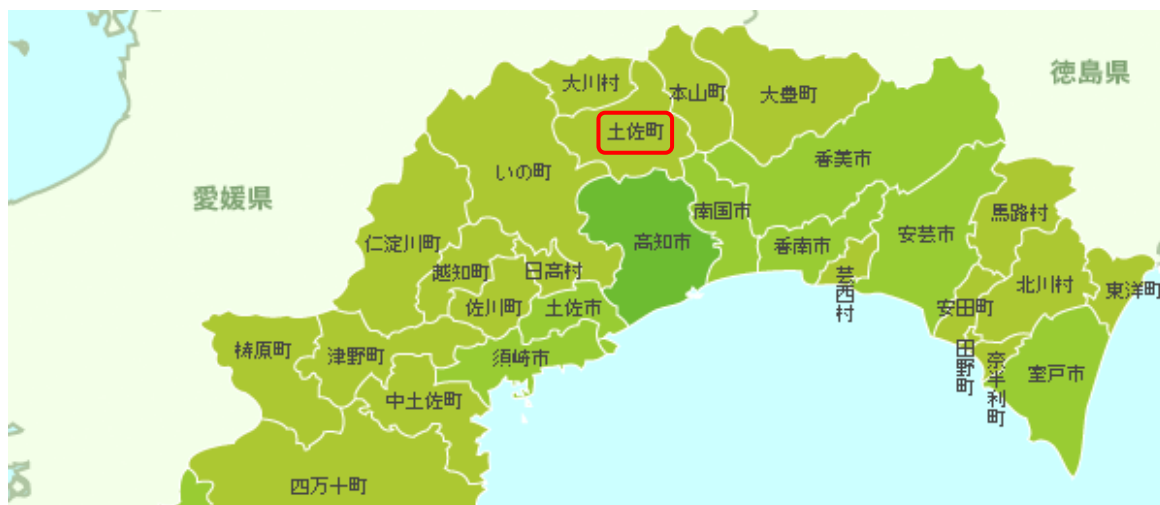 大川村
本山町
大豊町
徳島県
土佐町
香美市
いの町
愛媛県
南国市
馬路村
高知市
仁淀川町
香南市
安芸市
越知町
日高村
芸西村
北川村
東洋町
佐川町
土佐市
安田町
梼原町
津野町
須崎市
田野町
奈半利町
室戸市
中土佐町
四万十町